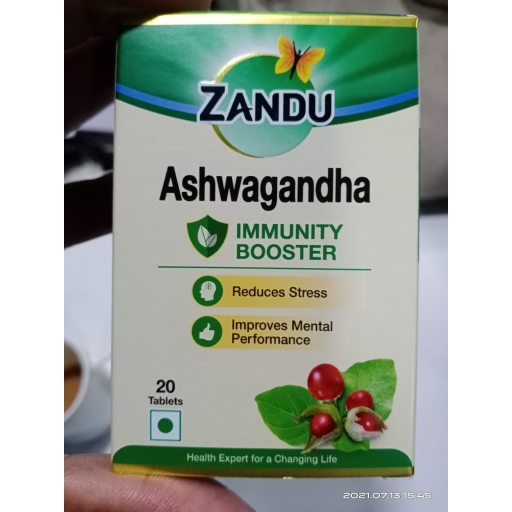 ZANDU
Ashwagandha
IMMUNITY
BOOSTER
Reduces Stress
Improves Mental
Performance
20
Tablets
Health Expert for a Changing Life
2021.07.13 15:45